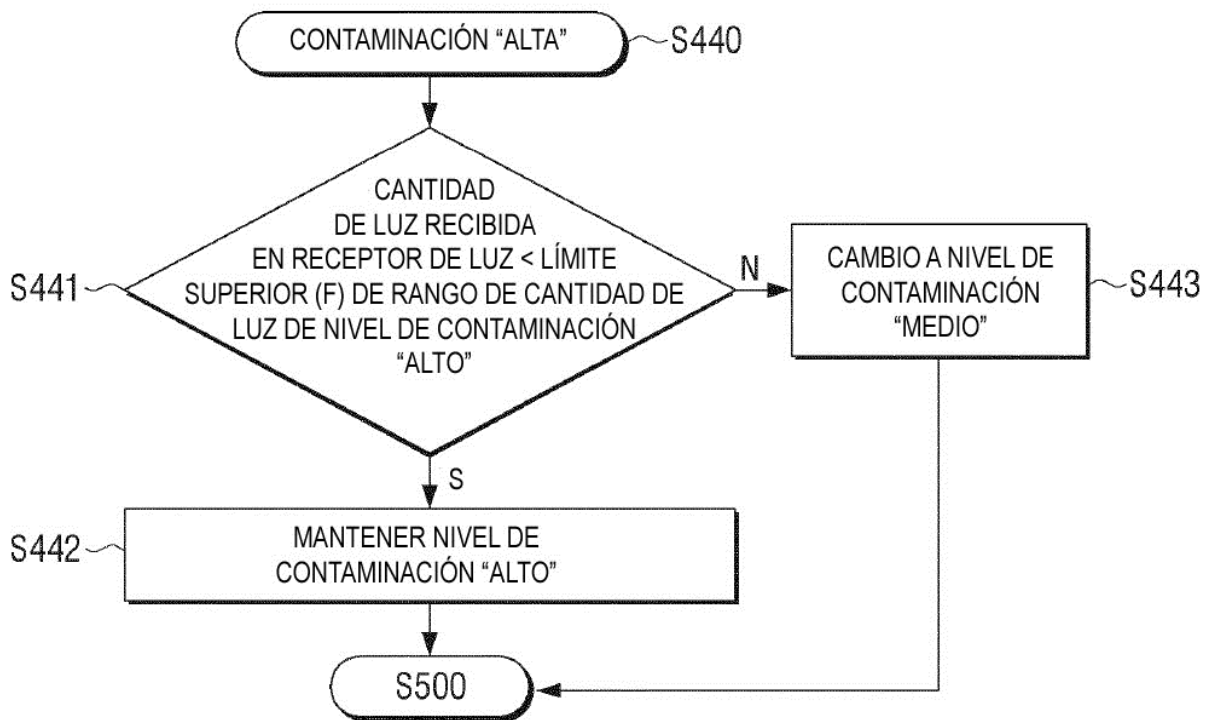 CONTAMINACIÓN “ALTA”
S440
CANTIDAD
DE LUZ RECIBIDA
EN RECEPTOR DE LUZ < LÍMITE
SUPERIOR (F) DE RANGO DE CANTIDAD DE
LUZ DE NIVEL DE CONTAMINACIÓN
“ALTO”
S441
N
CAMBIO A NIVEL DE
CONTAMINACIÓN
“MEDIO”
S443
S
MANTENER NIVEL DE
CONTAMINACIÓN “ALTO”
S442
S500